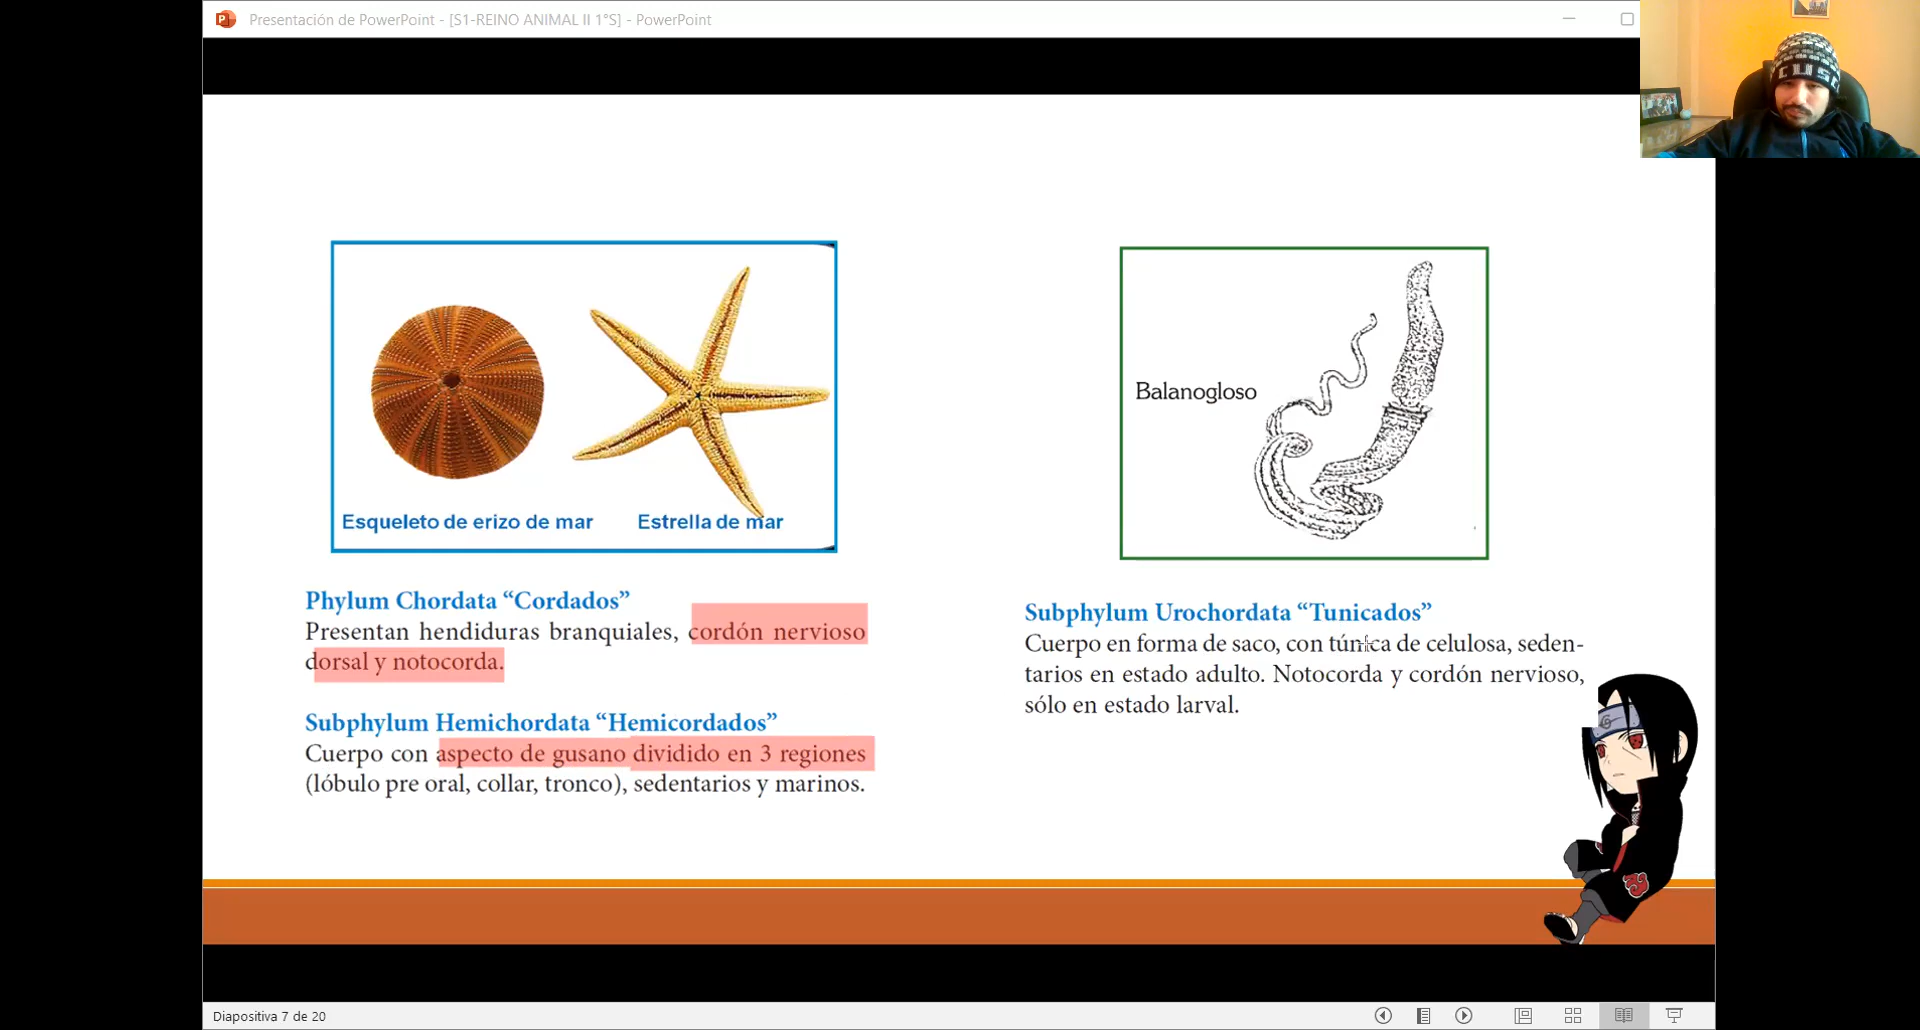 Presentación de PowerPoint - [S1-REINO ANIMAL II 1°S] - PowerPoint
CUS
Esqueleto de erizo de mar
Estrella de mar
Balanogloso
Phylum Chordata “Cordados”
Presentan hendiduras branquiales, cordón nervioso
dorsal y notocorda.
Subphylum Hemichordata “Hemicordados”
Cuerpo con aspecto de gusano dividido en 3 regiones
(lóbulo pre oral, collar, tronco), sedentarios y marinos.
Subphylum Urochordata “Tunicados”
Cuerpo en forma de saco, con túnica de celulosa, seden-
tarios en estado adulto. Notocorda y cordón nervioso,
sólo en estado larval.
Diapositiva 7 de 20